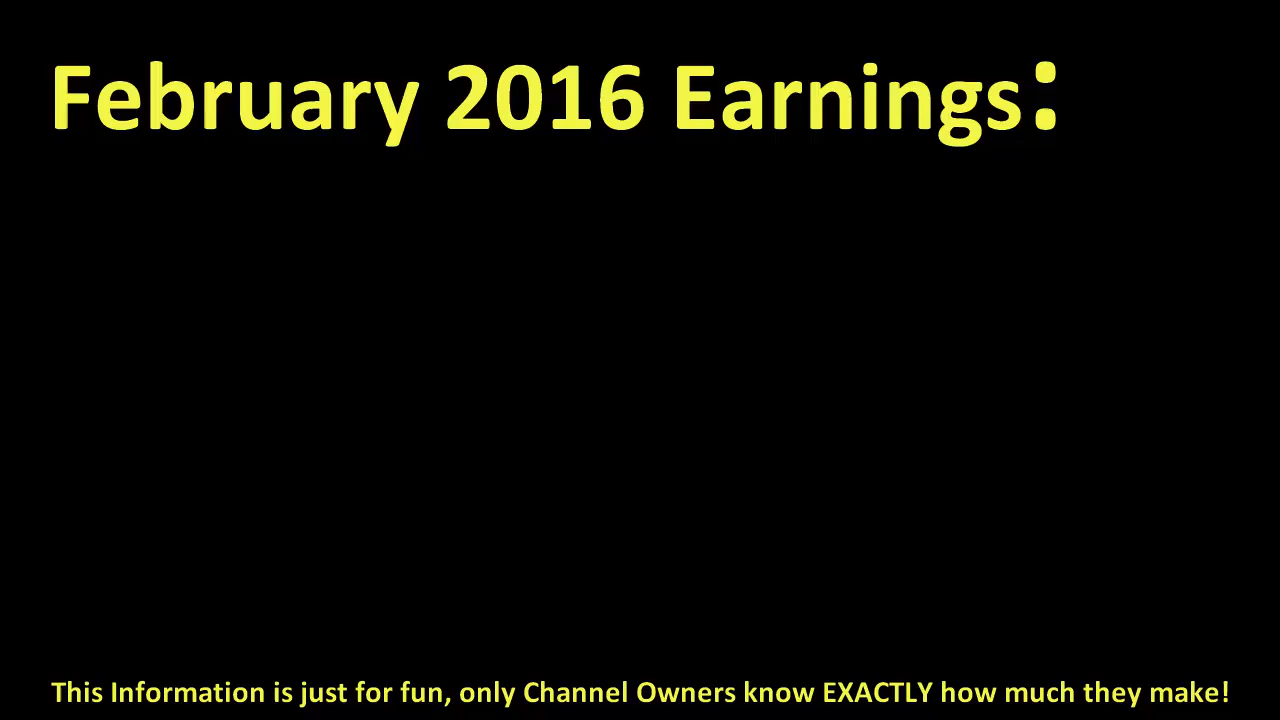 February 2016 Earnings:
This Information is just for fun, only Channel Owners know EXACTLY how much they make!